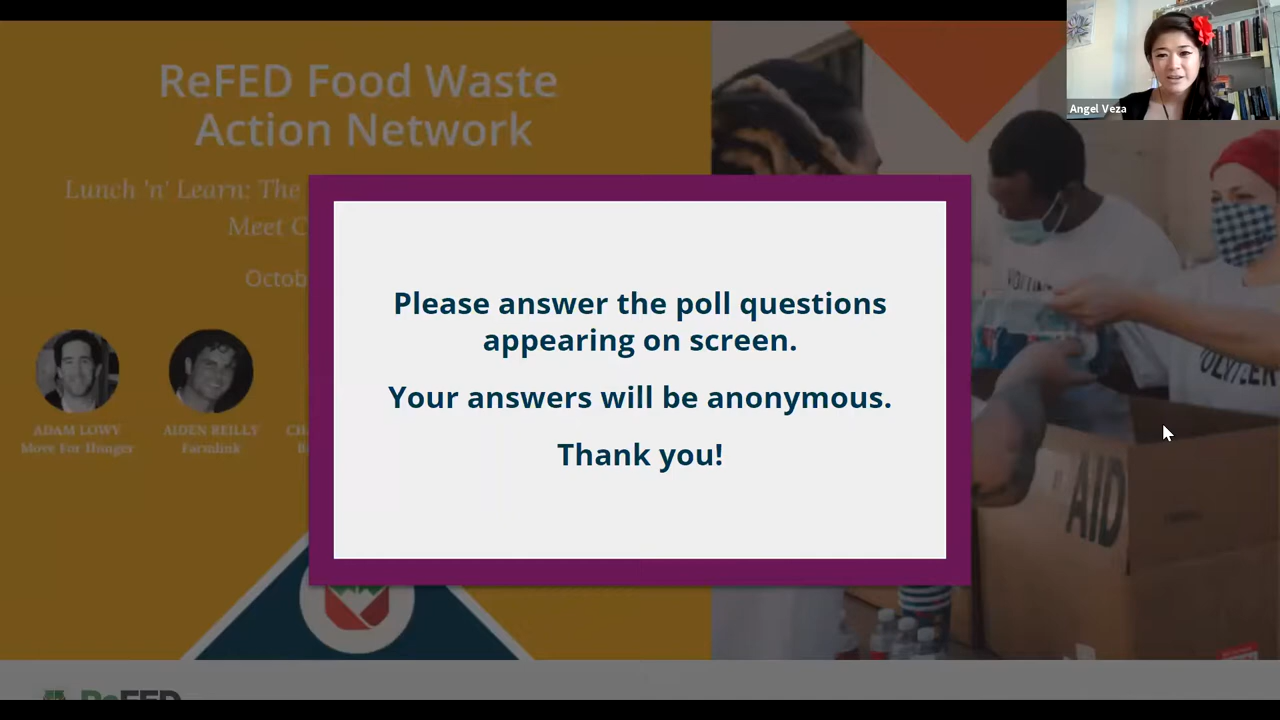 Angel Veza
ReFED Food Waste
Action Network
Lunch 'n' Learn: The
Meet C
Octob
Please answer the poll questions
appearing on screen.
Your answers will be anonymous.
Thank you!
ADAM LOWY
Move For Hunger
AIDEN REILLY
Farmlink
AID
ReFED